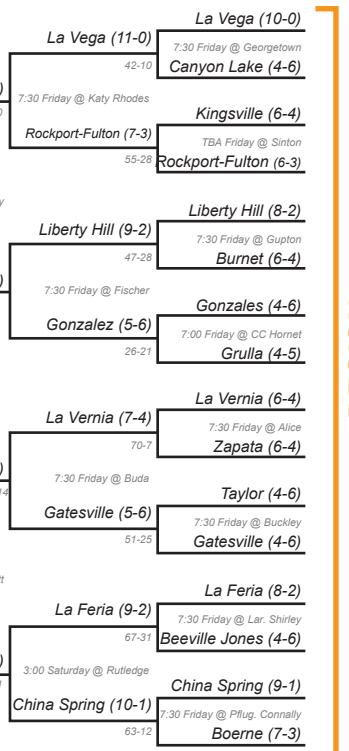 La Vega (10-0)
La Vega (11-0)
7:30 Friday @ Georgetown
42-10
Canyon Lake (4-6)
7:30 Friday @ Katy Rhodes
Kingsville (6-4)
Rockport-Fulton (7-3)
TBA Friday @ Sinton
55-28
Rockport-Fulton (6-3)
Liberty Hill (8-2)
Liberty Hill (9-2)
7:30 Friday @ Gupton
47-28
Burnet (6-4)
7:30 Friday @ Fischer
Gonzales (4-6)
Gonzalez (5-6)
7:00 Friday @ CC Hornet
26-21
Grulla (4-5)
La Vernia (6-4)
La Vernia (7-4)
7:30 Friday @ Alice
70-7
Zapata (6-4)
7:30 Friday @ Buda
Taylor (4-6)
Gatesville (5-6)
7:30 Friday @ Buckley
51-25
Gatesville (4-6)
La Feria (8-2)
La Feria (9-2)
7:30 Friday @ Lar. Shirley
67-31
Beeville Jones (4-6)
3:00 Saturday @ Rutledge
China Spring (9-1)
China Spring (10-1)
7:30 Friday @ Pflug. Connally
63-12
Boerne (7-3)